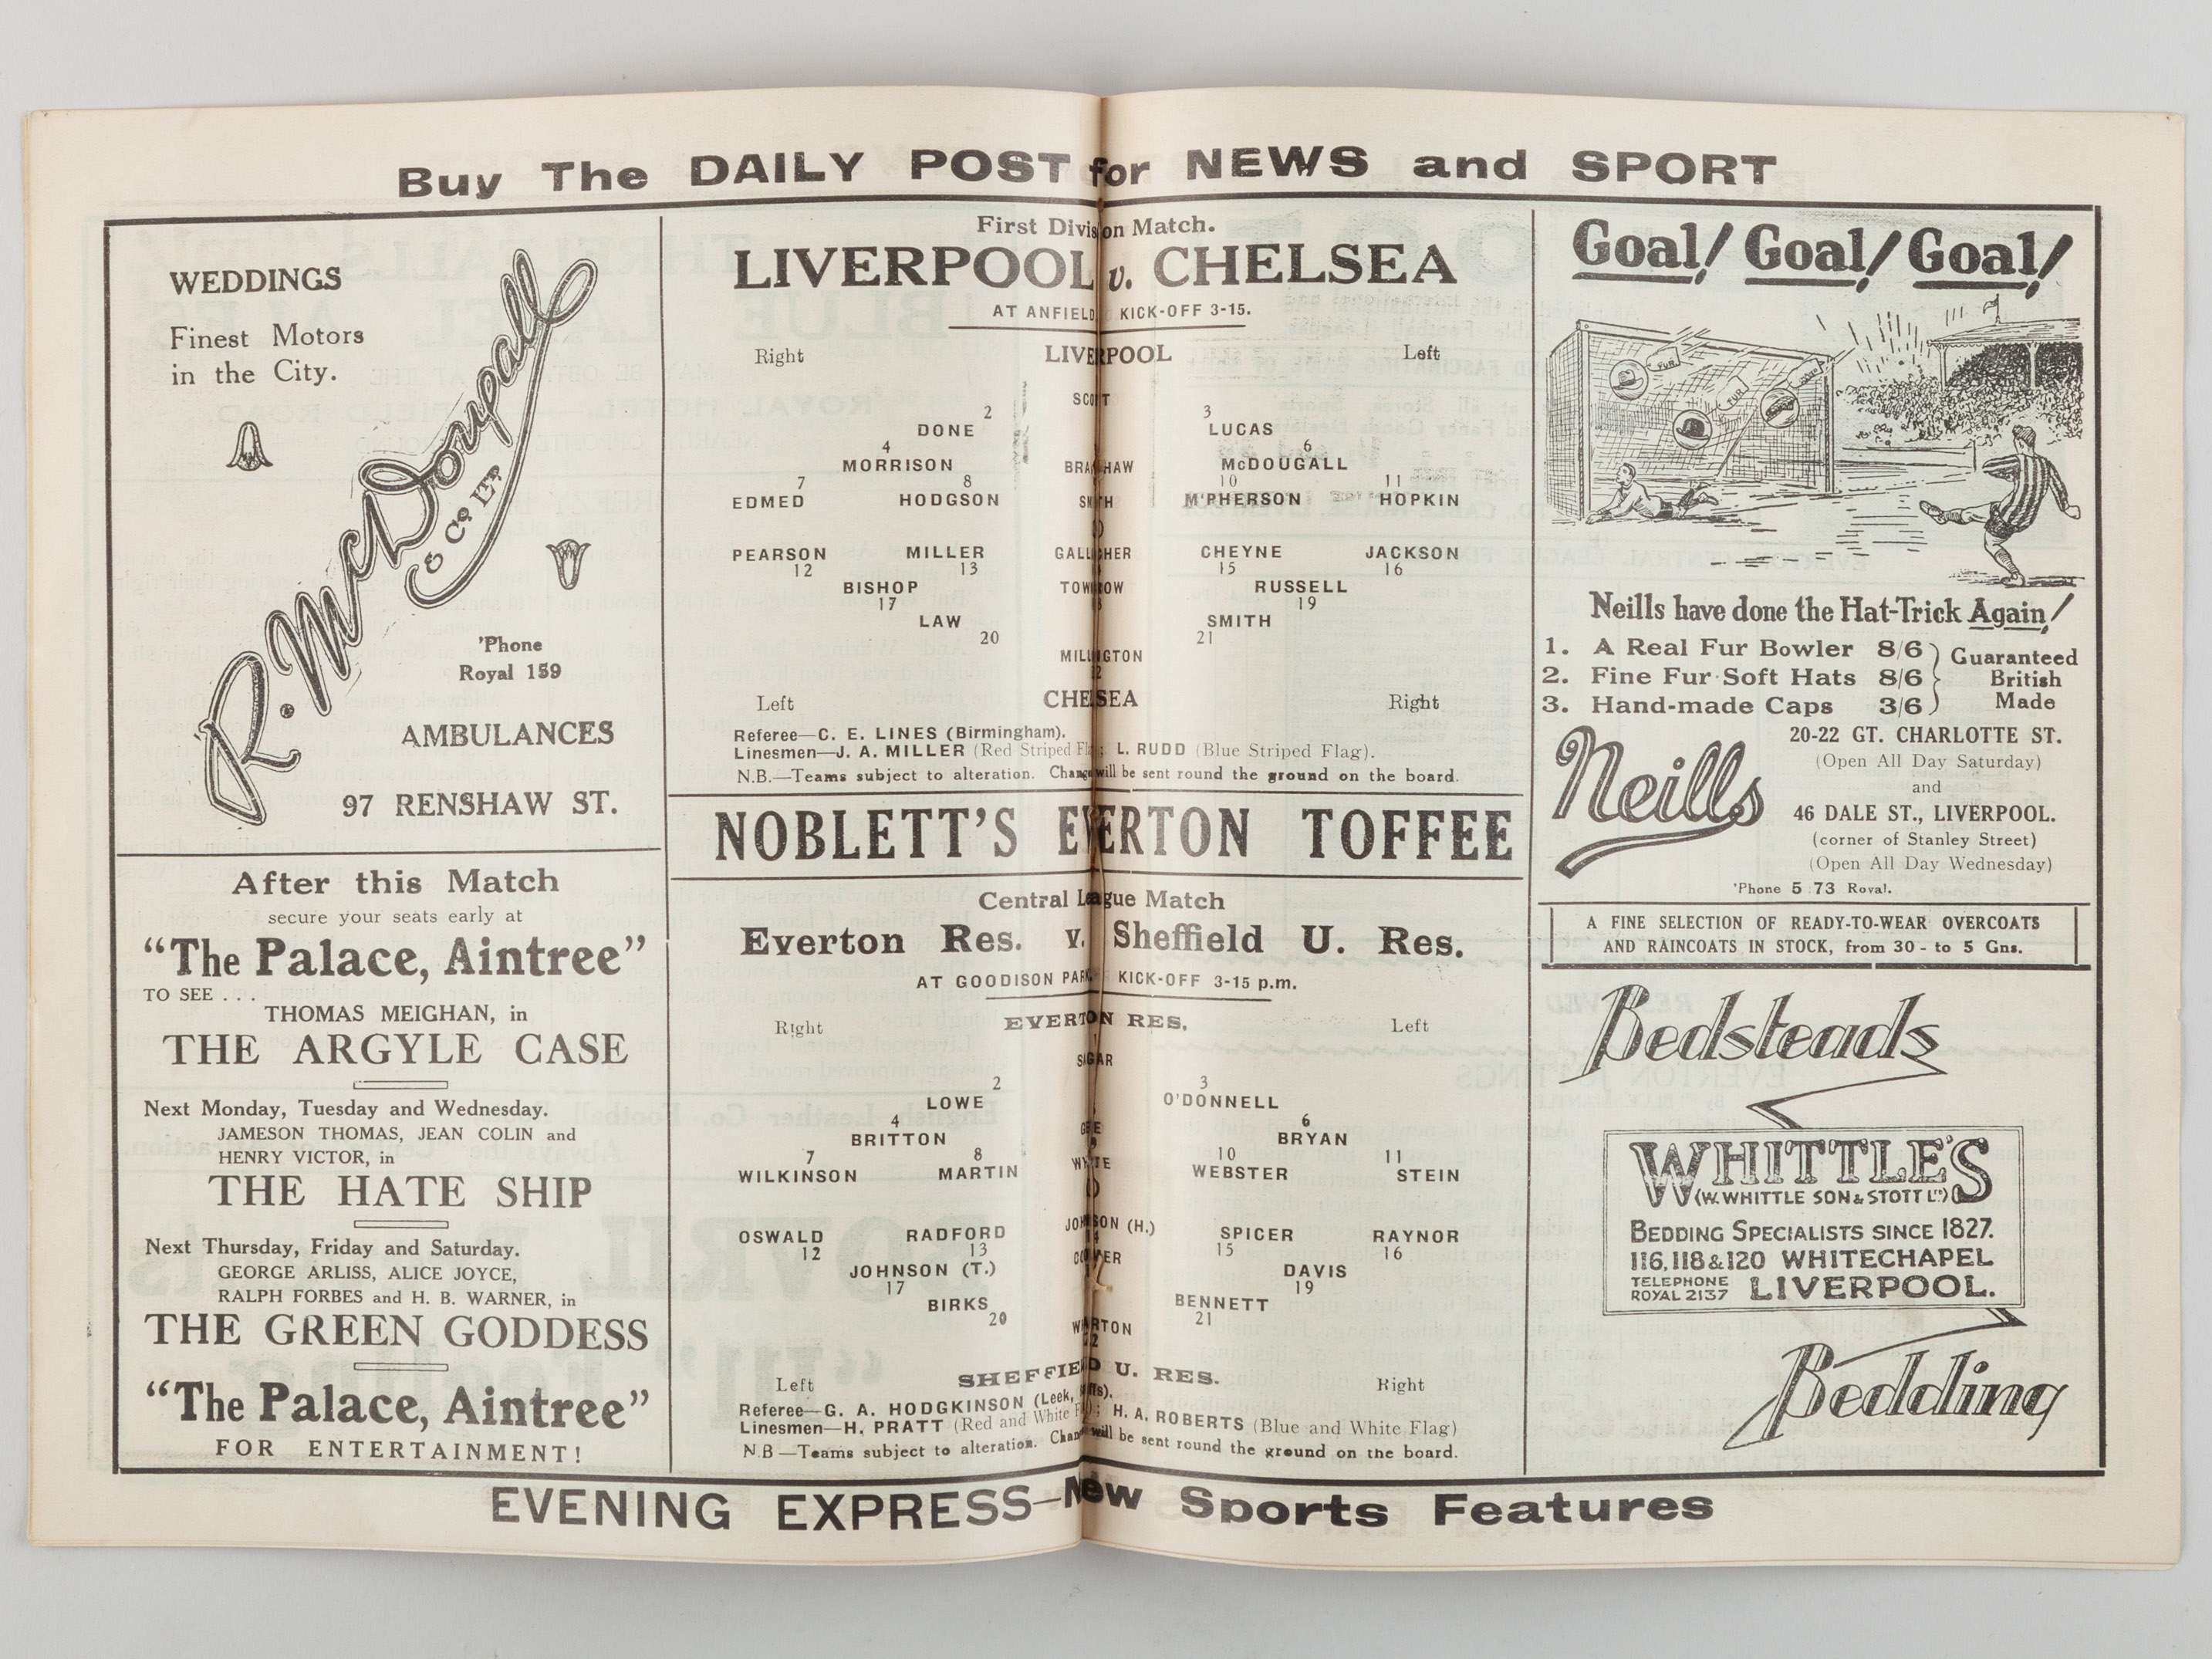 Buy The DAILY POST for NEWS and SPORT
WEDDINGS
Finest Motors
in the City.
R. McDougall
& Co LTD
'Phone
Royal 159
AMBULANCES
97 RENSHAW ST.
After this Match
secure your seats early at
"The Palace, Aintree"
TO SEE . . .
THOMAS MEIGHAN, in
THE ARGYLE CASE
Next Monday, Tuesday and Wednesday.
JAMESON THOMAS, JEAN COLIN and
HENRY VICTOR, in
THE HATE SHIP
Next Thursday, Friday and Saturday.
GEORGE ARLISS, ALICE JOYCE,
RALPH FORBES and H. B. WARNER, in
THE GREEN GODDESS
"The Palace, Aintree"
FOR ENTERTAINMENT!
First Division Match.
LIVERPOOL v. CHELSEA
AT ANFIELD KICK-OFF 3-15.
Right LIVERPOOL Left
SCOTT
2 3
DONE LUCAS
4 6
MORRISON BRADSHAW McDOUGALL
7 8 10 11
EDMED HODGSON SMITH M'PHERSON HOPKIN
PEARSON MILLER GALLAGHER CHEYNE JACKSON
12 13 15 16
BISHOP TOWNROW RUSSELL
17 19
LAW SMITH
20 21
MILLINGTON
Left CHELSEA Right
Referee—C. E. LINES (Birmingham).
Linesmen—J. A. MILLER (Red Striped Flag); L. RUDD (Blue Striped Flag).
N.B.—Teams subject to alteration. Change will be sent round the ground on the board.
NOBLETT'S EVERTON TOFFEE
Central League Match
Everton Res. v. Sheffield U. Res.
AT GOODISON PARK KICK-OFF 3-15 p.m.
Right EVERTON RES. Left
SAGAR
2 3
LOWE O'DONNELL
4 6
BRITTON GEE BRYAN
7 8 10 11
WILKINSON MARTIN WHITE WEBSTER STEIN
OSWALD RADFORD JOHNSON (H.) SPICER RAYNOR
12 13 15 16
JOHNSON (T.) DAVIS
17 19
BIRKS BENNETT
20 21
WHARTON
Left SHEFFIELD U. RES. Right
Referee—G. A. HODGKINSON (Leek, Staffs).
Linesmen—H. PRATT (Red and White Flag); H. A. ROBERTS (Blue and White Flag)
N.B—Teams subject to alteration. Change will be sent round the ground on the board.
Goal! Goal! Goal!
FUR
FUR
Neills have done the Hat-Trick Again!
1. A Real Fur Bowler 8/6
2. Fine Fur Soft Hats 8/6
3. Hand-made Caps 3/6
Guaranteed
British
Made
Neills
20-22 GT. CHARLOTTE ST.
(Open All Day Saturday)
and
46 DALE ST., LIVERPOOL.
(corner of Stanley Street)
(Open All Day Wednesday)
'Phone 5 73 Royal.
A FINE SELECTION OF READY-TO-WEAR OVERCOATS
AND RAINCOATS IN STOCK, from 30 - to 5 Gns.
Bedsteads
WHITTLE'S
(W. WHITTLE SON & STOTT LTD)
BEDDING SPECIALISTS SINCE 1827.
116, 118 & 120 WHITECHAPEL
TELEPHONE
ROYAL 2137 LIVERPOOL.
Bedding
EVENING EXPRESS—New Sports Features